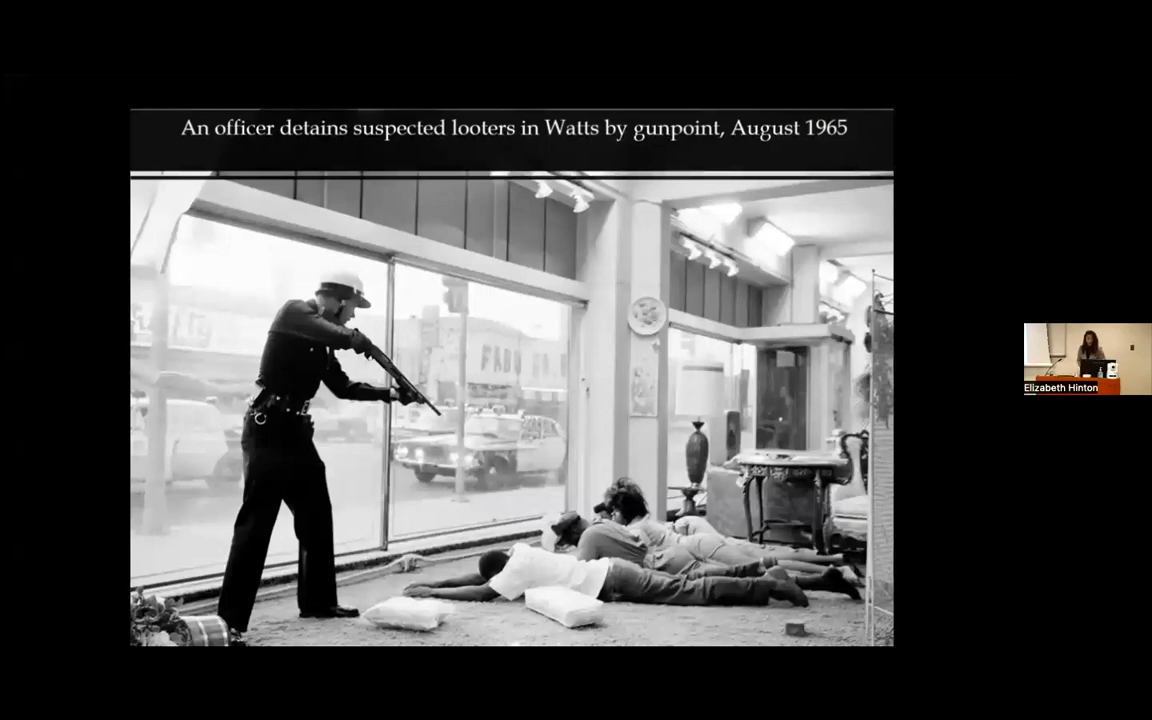 An officer detains suspected looters in Watts by gunpoint, August 1965
Elizabeth Hinton